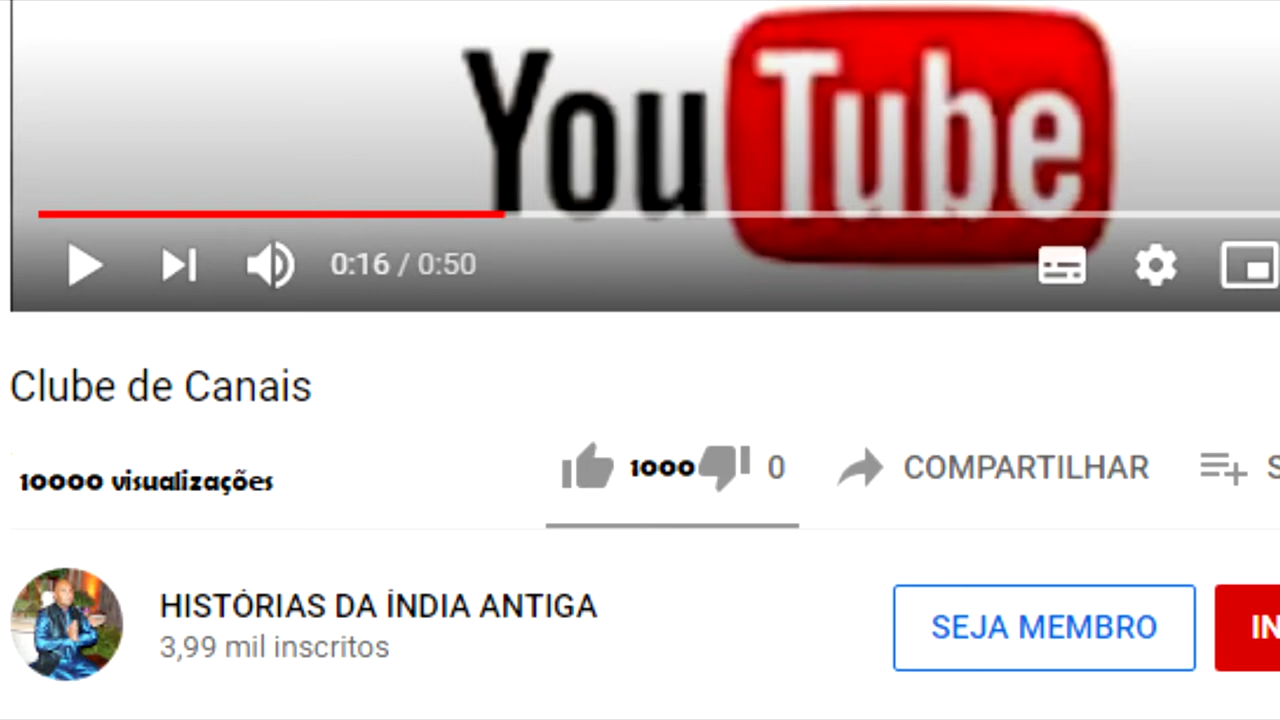 YouTube
0:16 / 0:50
Clube de Canais
10000 visualizações
1000 0 COMPARTILHAR S
HISTÓRIAS DA ÍNDIA ANTIGA
3,99 mil inscritos
SEJA MEMBRO IN